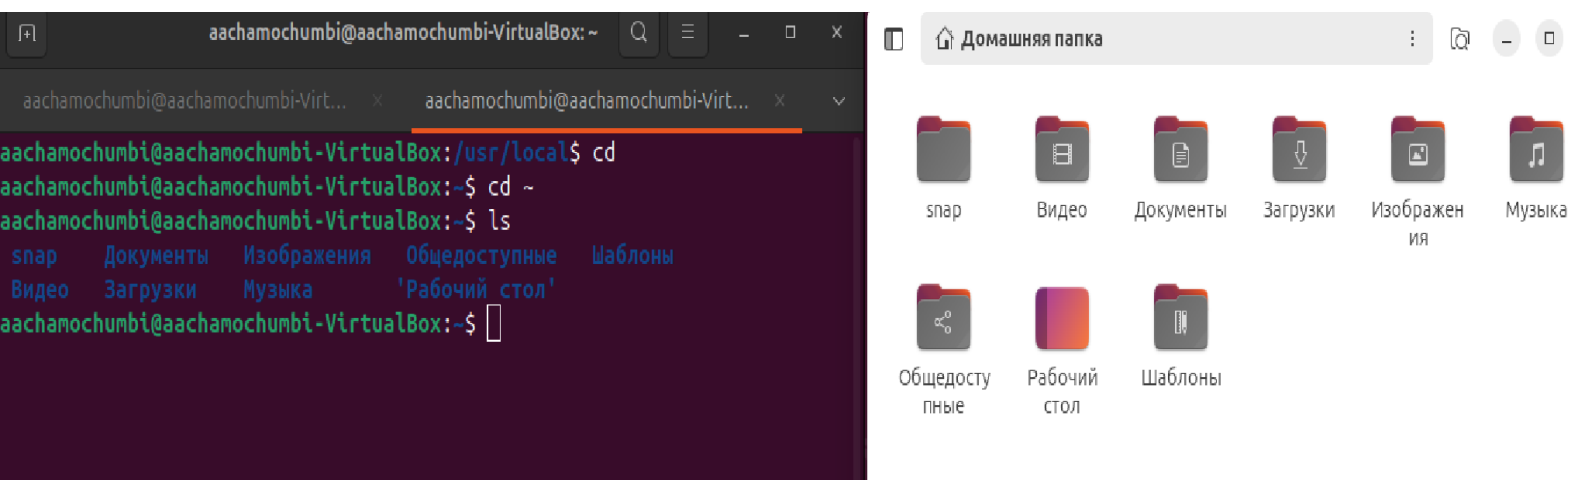 aachamochumbi@aachamochumbi-VirtualBox: ~
aachamochumbi@aachamochumbi-Virt...
aachamochumbi@aachamochumbi-Virt...
aachamochumbi@aachamochumbi-VirtualBox:/usr/local$ cd
aachamochumbi@aachamochumbi-VirtualBox:~$ cd ~
aachamochumbi@aachamochumbi-VirtualBox:~$ ls
snap Документы Изображения Общедоступные Шаблоны
Видео Загрузки Музыка 'Рабочий стол'
aachamochumbi@aachamochumbi-VirtualBox:~$
Домашняя папка
snap
Видео
Документы
Загрузки
Изображен
ия
Музыка
Общедосту
пные
Рабочий
стол
Шаблоны